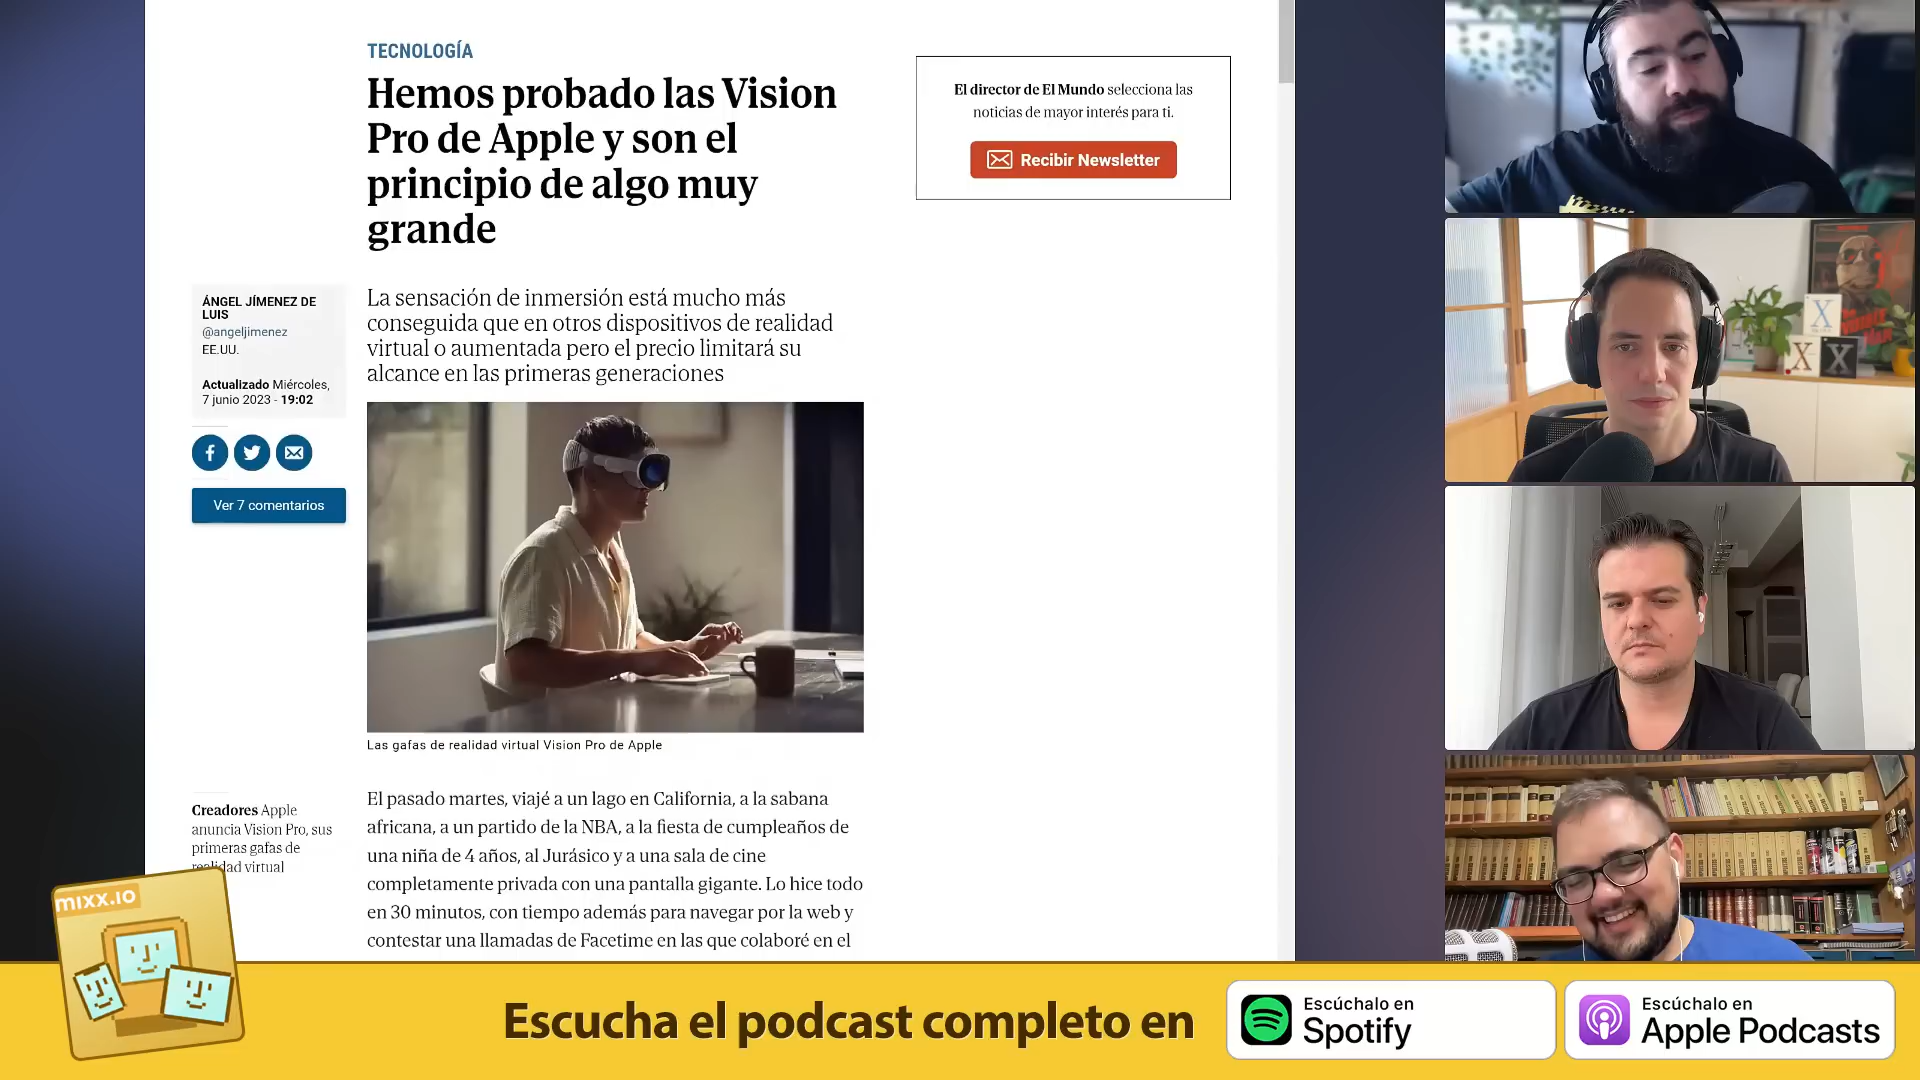 TECNOLOGÍA
Hemos probado las Vision
Pro de Apple y son el
principio de algo muy
grande
La sensación de inmersión está mucho más
conseguida que en otros dispositivos de realidad
virtual o aumentada pero el precio limitará su
alcance en las primeras generaciones
ÁNGEL JÍMENEZ DE
LUIS
@angeljimenez
EE.UU.
Actualizado Miércoles,
7 junio 2023 - 19:02
Ver 7 comentarios
Las gafas de realidad virtual Vision Pro de Apple
Creadores Apple
anuncia Vision Pro, sus
primeras gafas de
realidad virtual
El pasado martes, viajé a un lago en California, a la sabana
africana, a un partido de la NBA, a la fiesta de cumpleaños de
una niña de 4 años, al Jurásico y a una sala de cine
completamente privada con una pantalla gigante. Lo hice todo
en 30 minutos, con tiempo además para navegar por la web y
contestar una llamadas de Facetime en las que colaboré en el
El director de El Mundo selecciona las
noticias de mayor interés para ti.
Recibir Newsletter
X
X
X
mixx.io
Escucha el podcast completo en
Escúchalo en
Spotify
Escúchalo en
Apple Podcasts